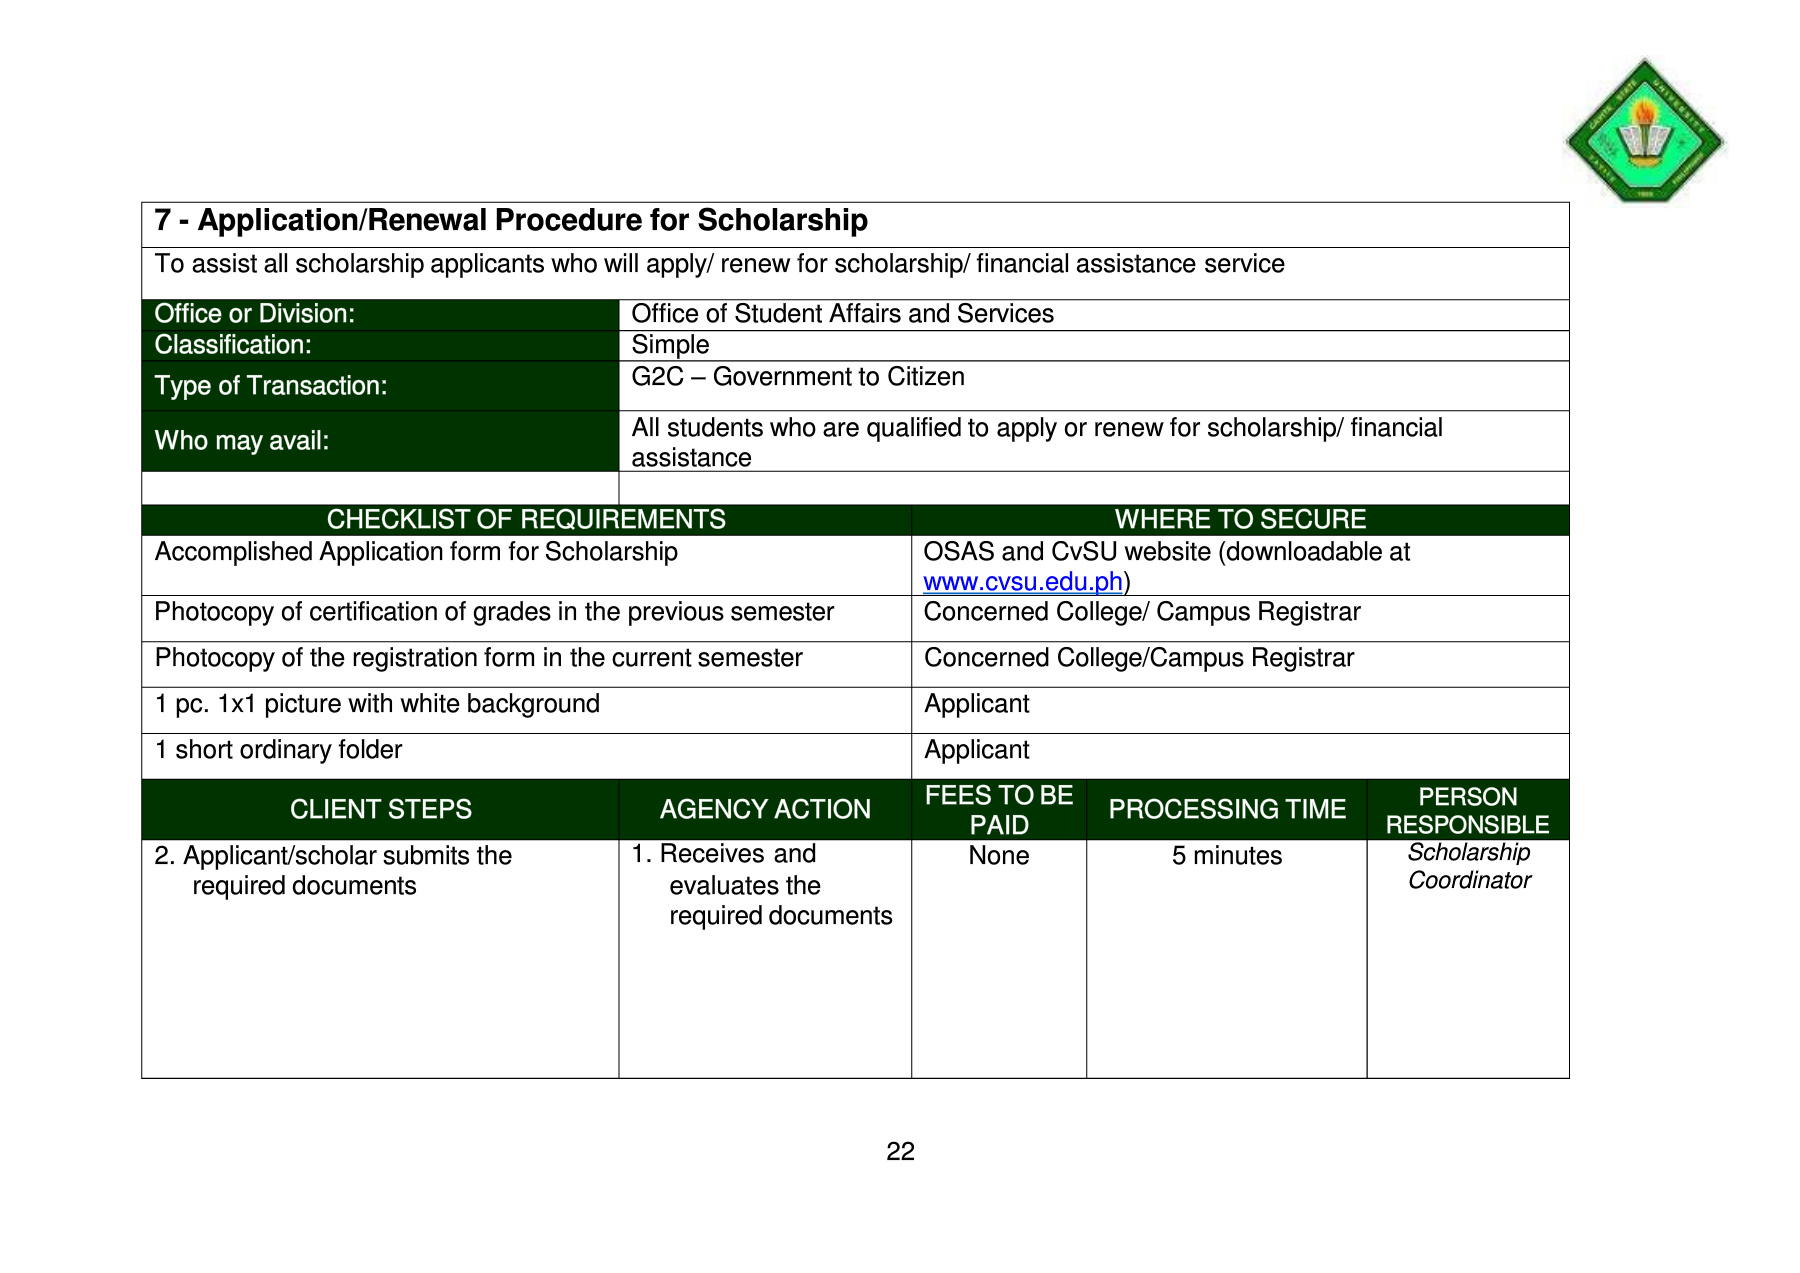 CAVITE STATE UNIVERSITY
7 - Application/Renewal Procedure for Scholarship
To assist all scholarship applicants who will apply/ renew for scholarship/ financial assistance service
Office or Division:
Office of Student Affairs and Services
Classification:
Simple
Type of Transaction:
G2C – Government to Citizen
Who may avail:
All students who are qualified to apply or renew for scholarship/ financial
assistance
CHECKLIST OF REQUIREMENTS
WHERE TO SECURE
Accomplished Application form for Scholarship
OSAS and CvSU website (downloadable at
www.cvsu.edu.ph)
Photocopy of certification of grades in the previous semester
Concerned College/ Campus Registrar
Photocopy of the registration form in the current semester
Concerned College/Campus Registrar
1 pc. 1x1 picture with white background
Applicant
1 short ordinary folder
Applicant
CLIENT STEPS
AGENCY ACTION
FEES TO BE
PAID
PROCESSING TIME
PERSON
RESPONSIBLE
2. Applicant/scholar submits the
required documents
1. Receives and
evaluates the
required documents
None
5 minutes
Scholarship
Coordinator
22